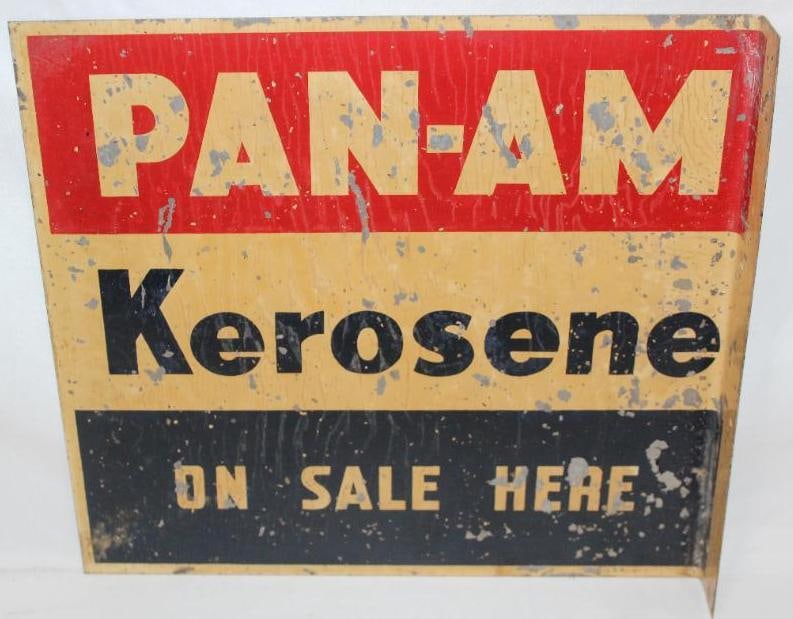 PAN-AM
Kerosene
ON SALE HERE